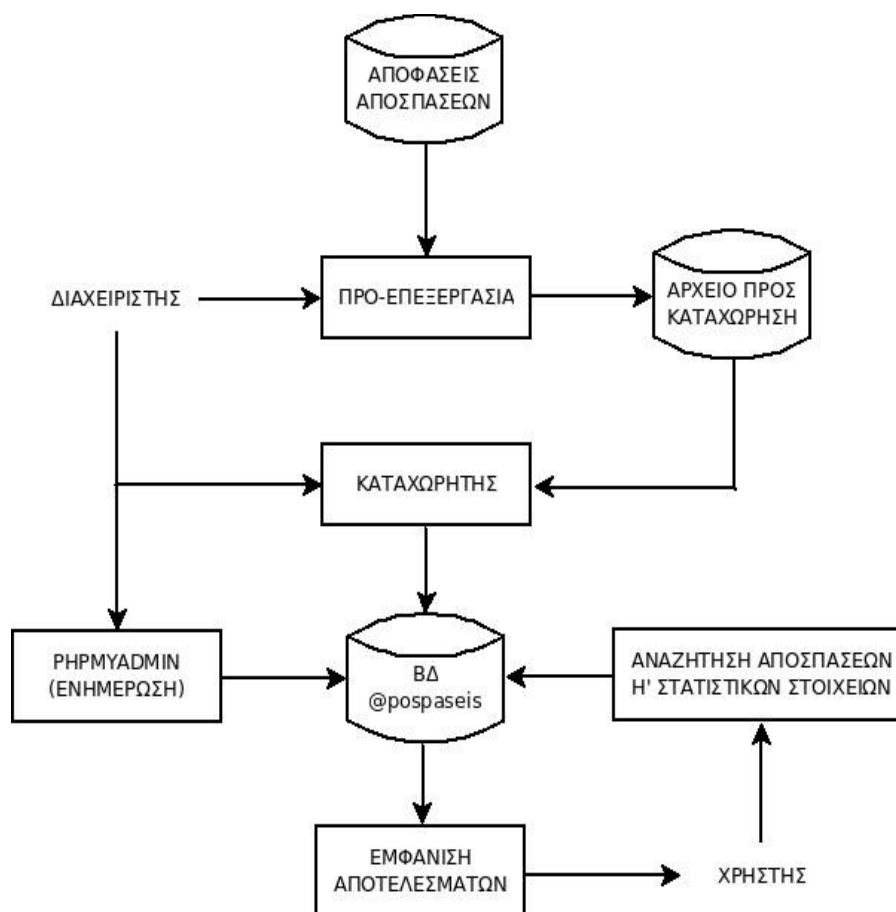 ΑΠΟΦΑΣΕΙΣ
ΑΠΟΣΠΑΣΕΩΝ
ΔΙΑΧΕΙΡΙΣΤΗΣ
ΠΡΟ-ΕΠΕΞΕΡΓΑΣΙΑ
ΑΡΧΕΙΟ ΠΡΟΣ
ΚΑΤΑΧΩΡΗΣΗ
ΚΑΤΑΧΩΡΗΤΗΣ
PHPMYADMIN
(ΕΝΗΜΕΡΩΣΗ)
ΒΔ
@pospaseis
ΑΝΑΖΗΤΗΣΗ ΑΠΟΣΠΑΣΕΩΝ
Η' ΣΤΑΤΙΣΤΙΚΩΝ ΣΤΟΙΧΕΙΩΝ
ΕΜΦΑΝΙΣΗ
ΑΠΟΤΕΛΕΣΜΑΤΩΝ
ΧΡΗΣΤΗΣ